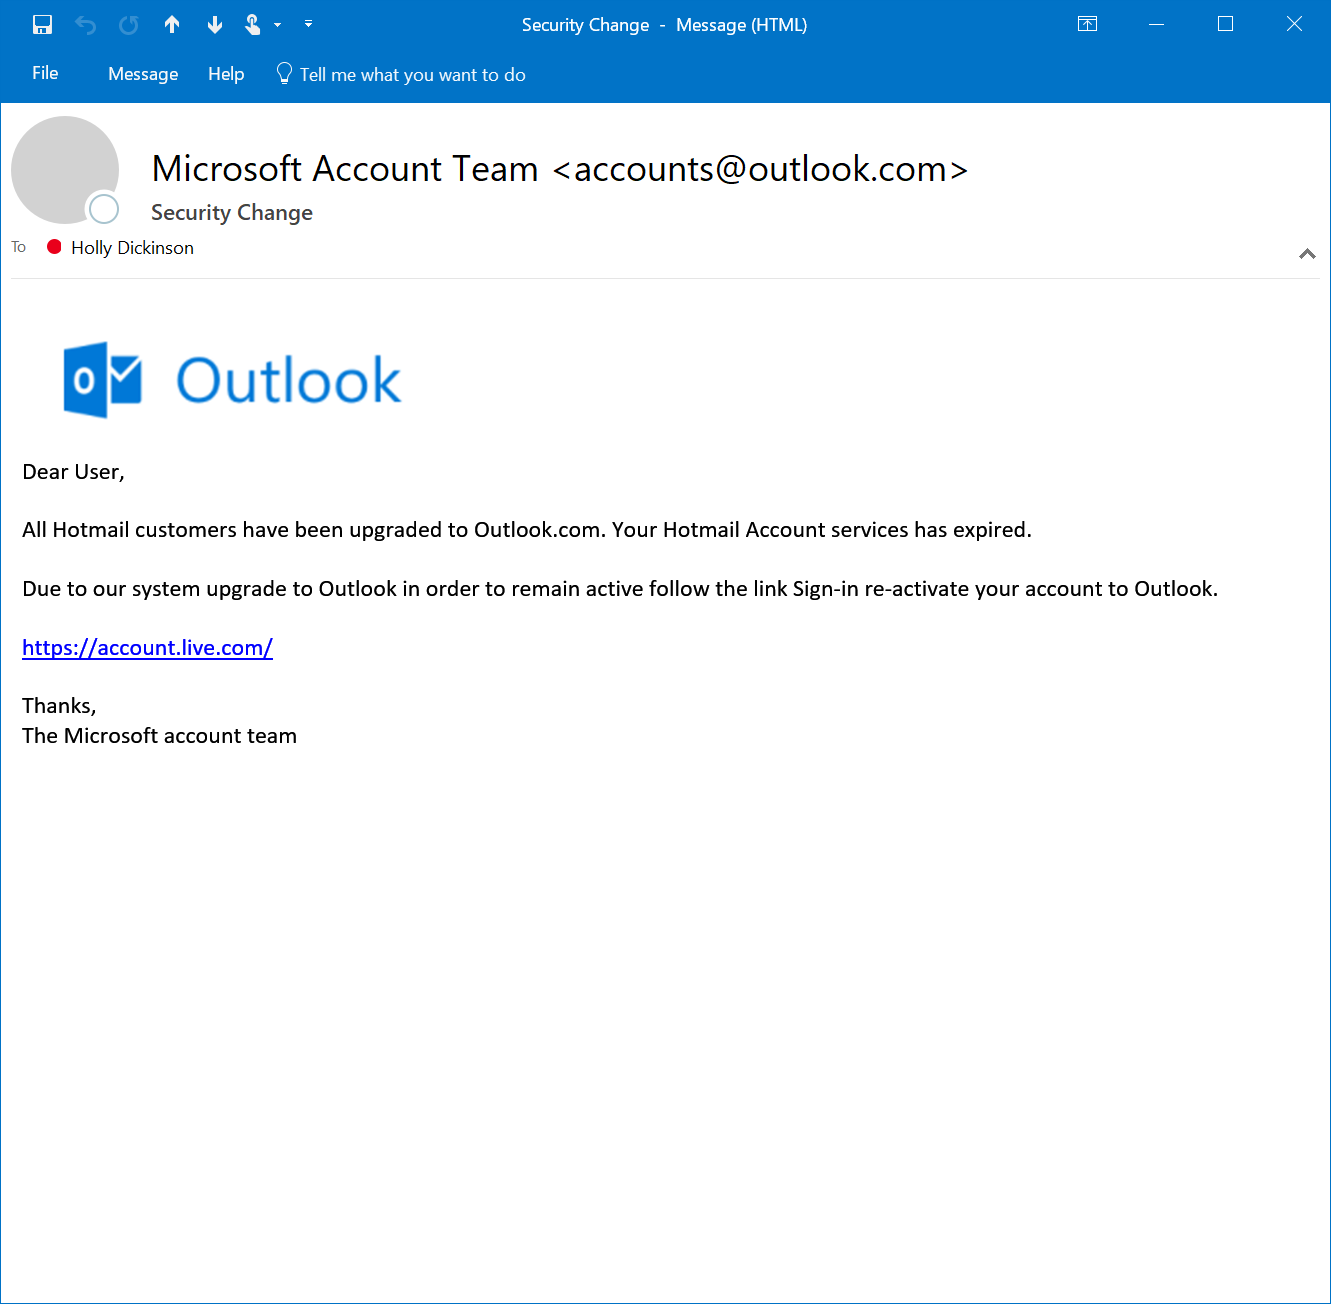 Security Change - Message (HTML)
File Message Help Tell me what you want to do
Microsoft Account Team <accounts@outlook.com>
Security Change
To Holly Dickinson
O Outlook
Dear User,
All Hotmail customers have been upgraded to Outlook.com. Your Hotmail Account services has expired.
Due to our system upgrade to Outlook in order to remain active follow the link Sign-in re-activate your account to Outlook.
https://account.live.com/
Thanks,
The Microsoft account team